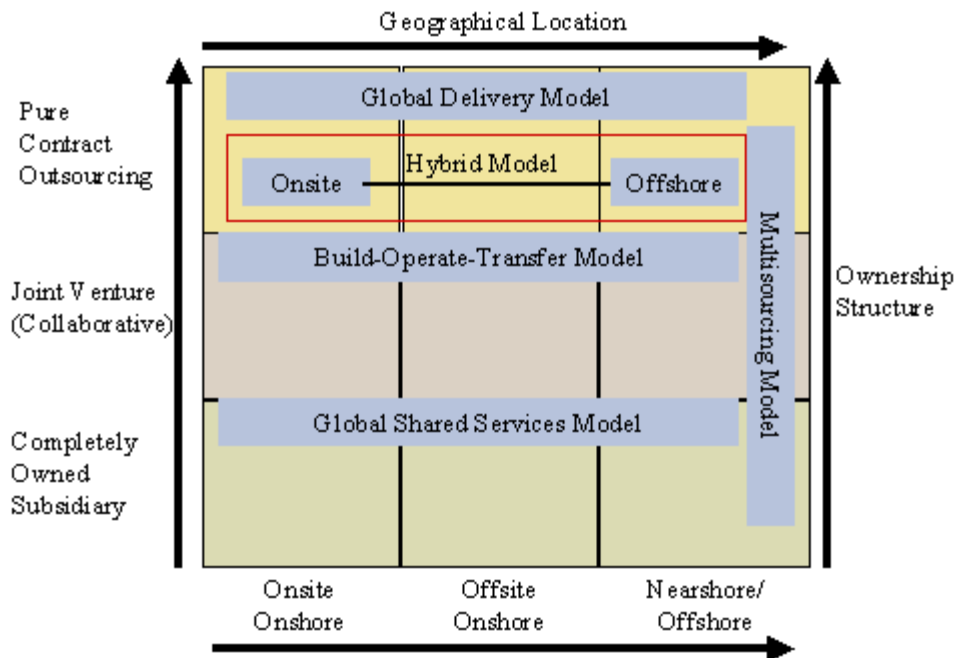 Geographical Location
Pure
Contract
Outsourcing
Global Delivery Model
Hybrid Model
Onsite
Offshore
Build-Operate-Transfer Model
Joint Venture
(Collaborative)
Multisourcing Model
Ownership
Structure
Global Shared Services Model
Completely
Owned
Subsidiary
Onsite
Onshore
Offsite
Onshore
Nearshore/
Offshore